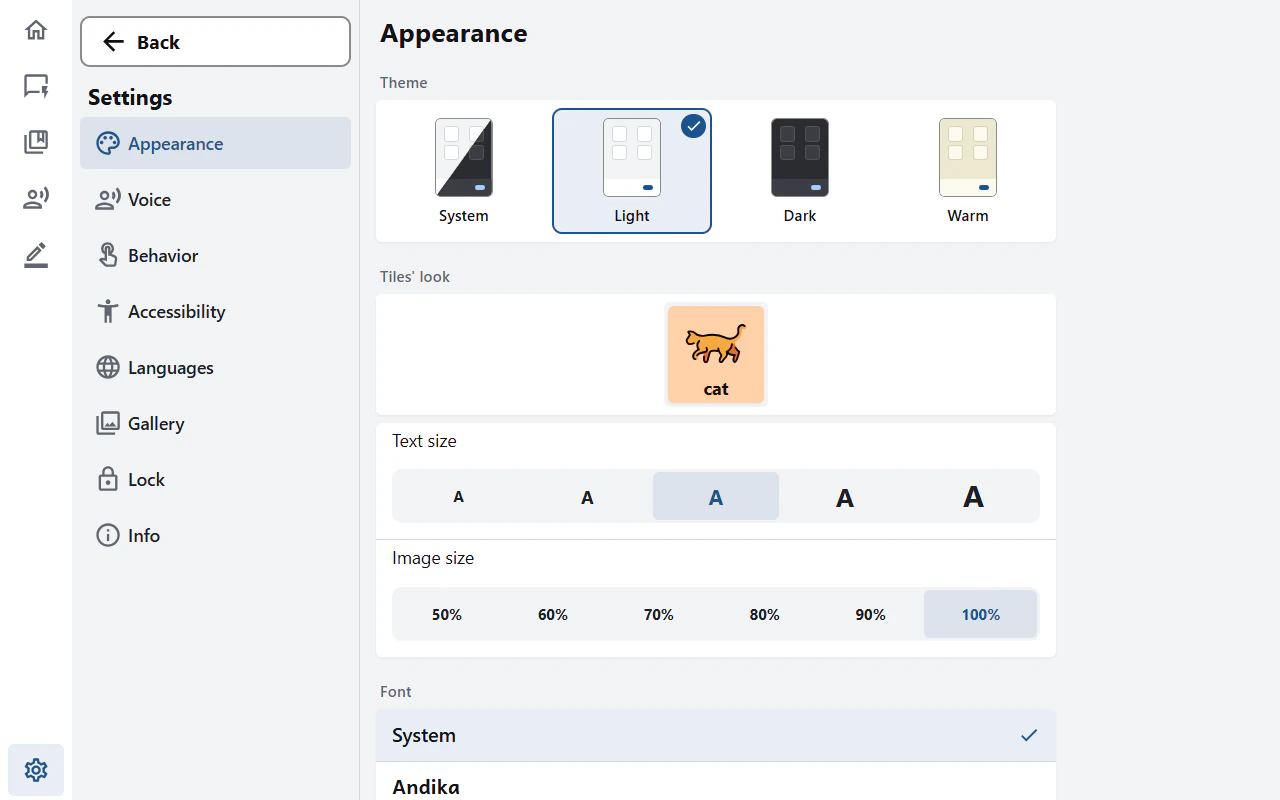 Back
Settings
Appearance
Voice
Behavior
Accessibility
Languages
Gallery
Lock
Info
Appearance
Theme
System
Light
Dark
Warm
Tiles' look
cat
Text size
A A A A A
Image size
50% 60% 70% 80% 90% 100%
Font
System
Andika